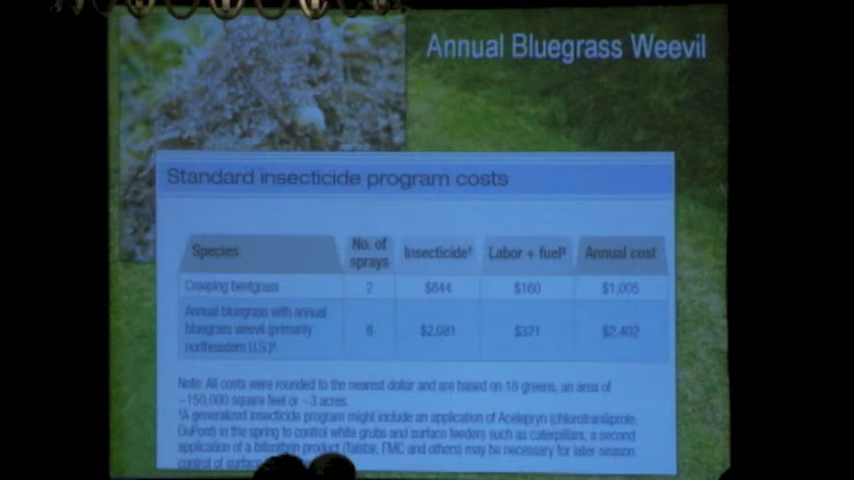 Annual Bluegrass Weevil
Standard insecticide program costs
Species No. of sprays Insecticide† Labor + fuel‡ Annual cost
Creeping bentgrass 2 $844 $160 $1,005
Annual bluegrass with annual
bluegrass weevil (primarily
northeastern U.S.) $2,081 $321 $2,402
Note: All costs were rounded to the nearest dollar and are based on 18 greens, an area of
~150,000 square feet or ~3 acres.
†A generalized insecticide program might include an application of Acelepryn
DuPont) in the spring to control white grubs and surface feeders such as caterpillars, a second
application of a bifenthrin product (Talstar, FMC and others) may be necessary for later-season
control of surface